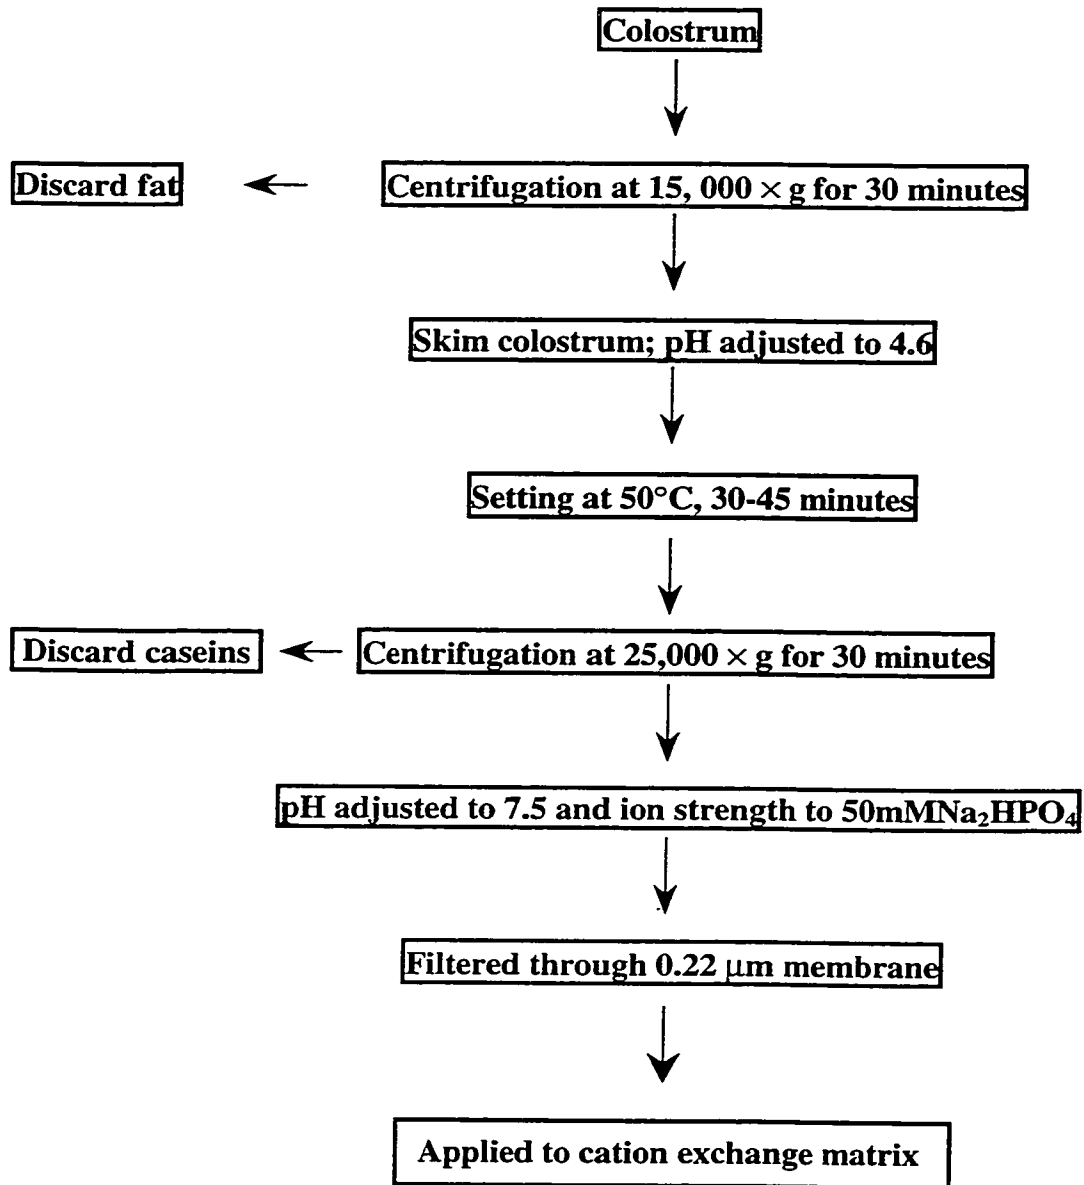 Colostrum
Discard fat
Centrifugation at 15, 000 × g for 30 minutes
Skim colostrum; pH adjusted to 4.6
Setting at 50°C, 30-45 minutes
Discard caseins
Centrifugation at 25,000 × g for 30 minutes
pH adjusted to 7.5 and ion strength to 50mMNa₂HPO₄
Filtered through 0.22 μm membrane
Applied to cation exchange matrix